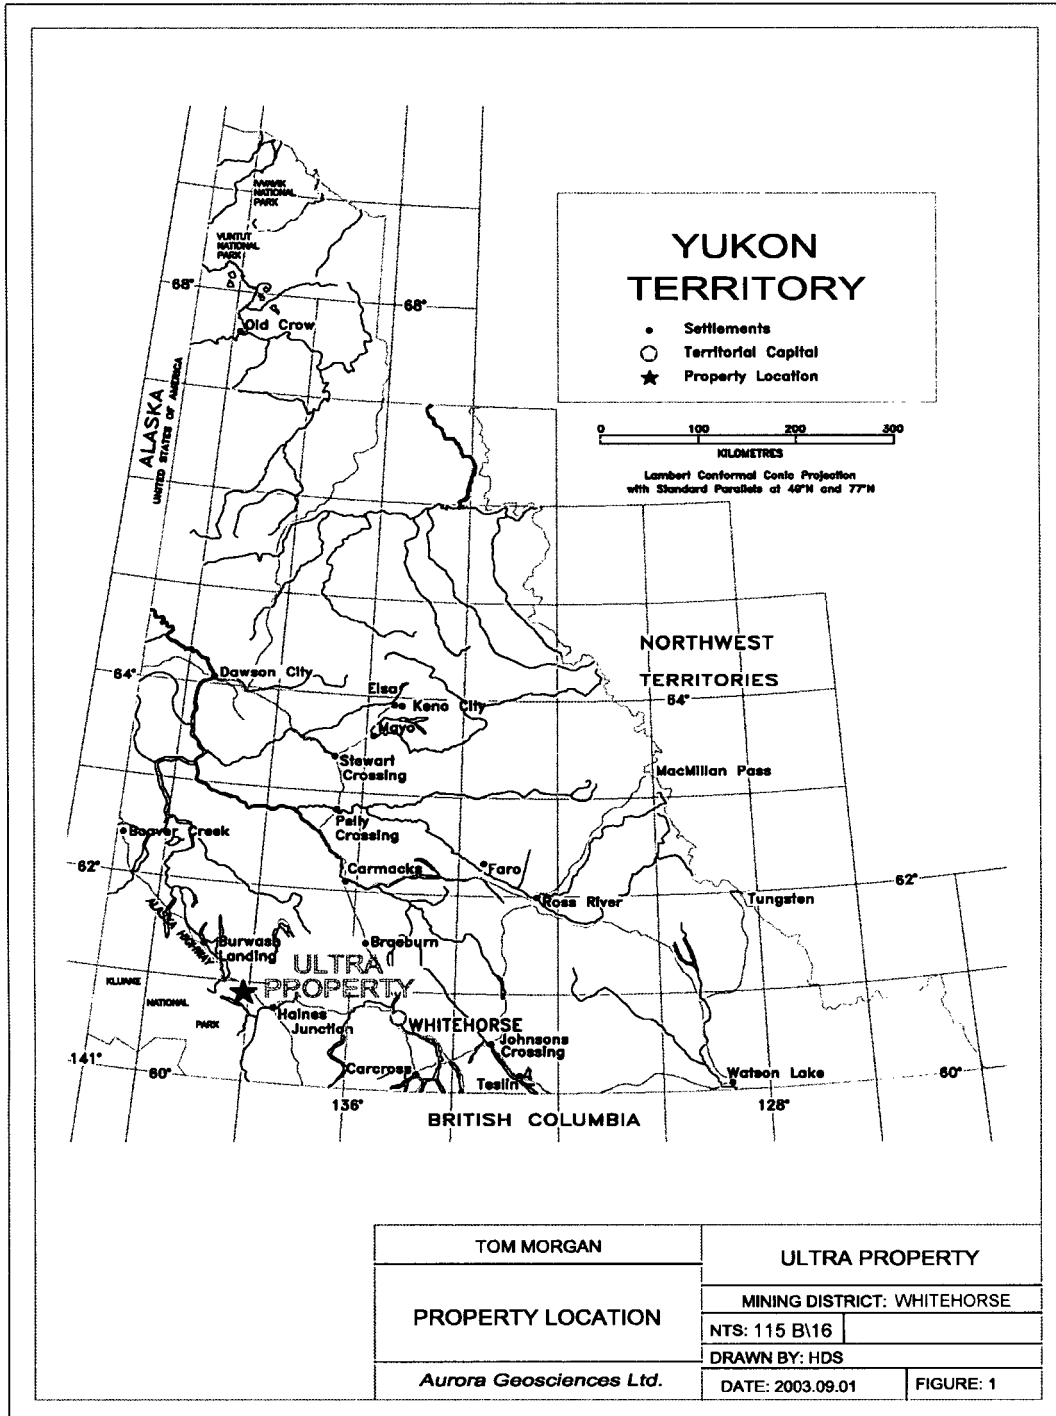 IVVAVIK
NATIONAL
PARK
VUNTUT
NATIONAL
PARK
68°
68°
Old Crow
ALASKA
UNITED STATES OF AMERICA
YUKON
TERRITORY
Settlements
Territorial Capital
Property Location
0 100 200 300
KILOMETRES
Lambert Conformal Conic Projection
with Standard Parallels at 49°N and 77°N
NORTHWEST
TERRITORIES
64°
64°
Dawson City
Elsa
Keno City
Mayo
Stewart
Crossing
MacMillan Pass
Pelly
Crossing
Beaver Creek
62°
62°
Carmacks
Faro
Ross River
Tungsten
ALASKA HIGHWAY
Burwash
Landing
Braeburn
ULTRA
PROPERTY
KLUANE
NATIONAL
PARK
Haines
Junction
WHITEHORSE
Johnsons
Crossing
Carcross
Teslin
Watson Lake
141°
60°
60°
136°
128°
BRITISH COLUMBIA
TOM MORGAN
PROPERTY LOCATION
Aurora Geosciences Ltd.
ULTRA PROPERTY
MINING DISTRICT: WHITEHORSE
NTS: 115 B\16
DRAWN BY: HDS
DATE: 2003.09.01
FIGURE: 1